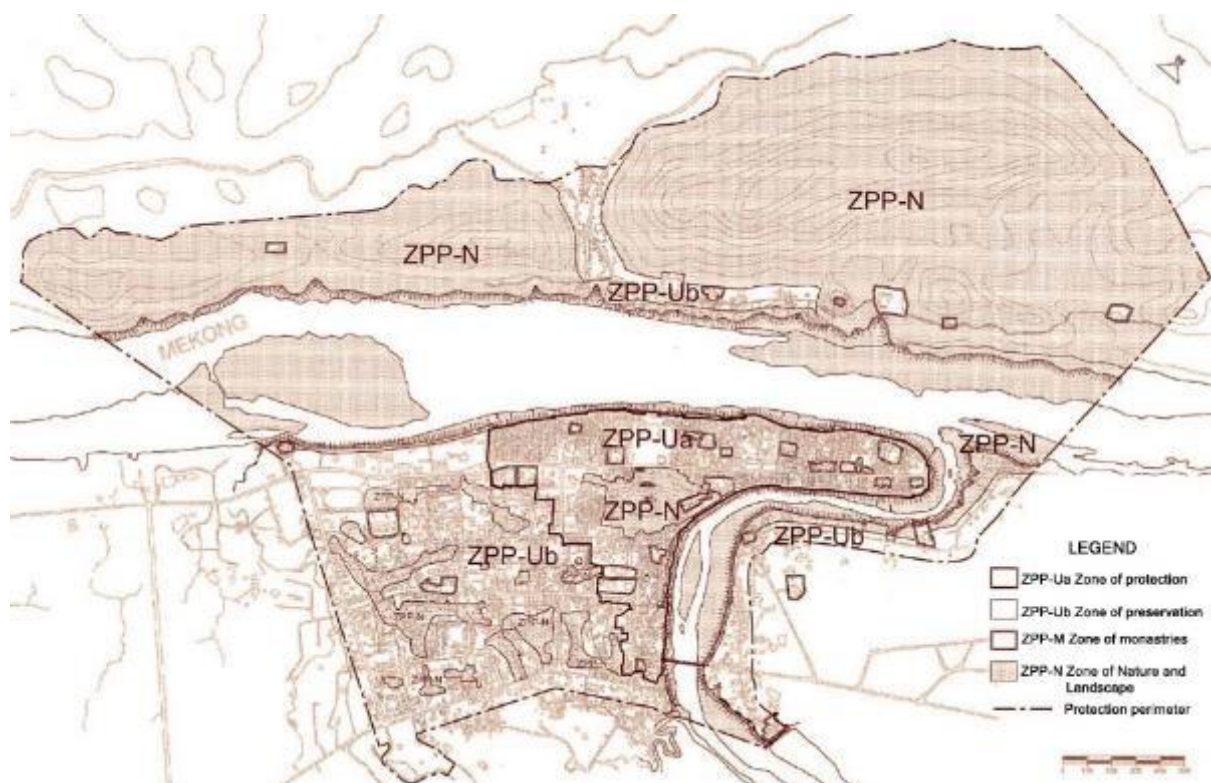 ZPP-N
ZPP-N
ZPP-Ub
MEKONG
ZPP-Ua
ZPP-N
ZPP-N
ZPP-Ub
ZPP-Ub
LEGEND
ZPP-Ua Zone of protection
ZPP-Ub Zone of preservation
ZPP-M Zone of monastries
ZPP-N Zone of Nature and
Landscape
Protection perimeter